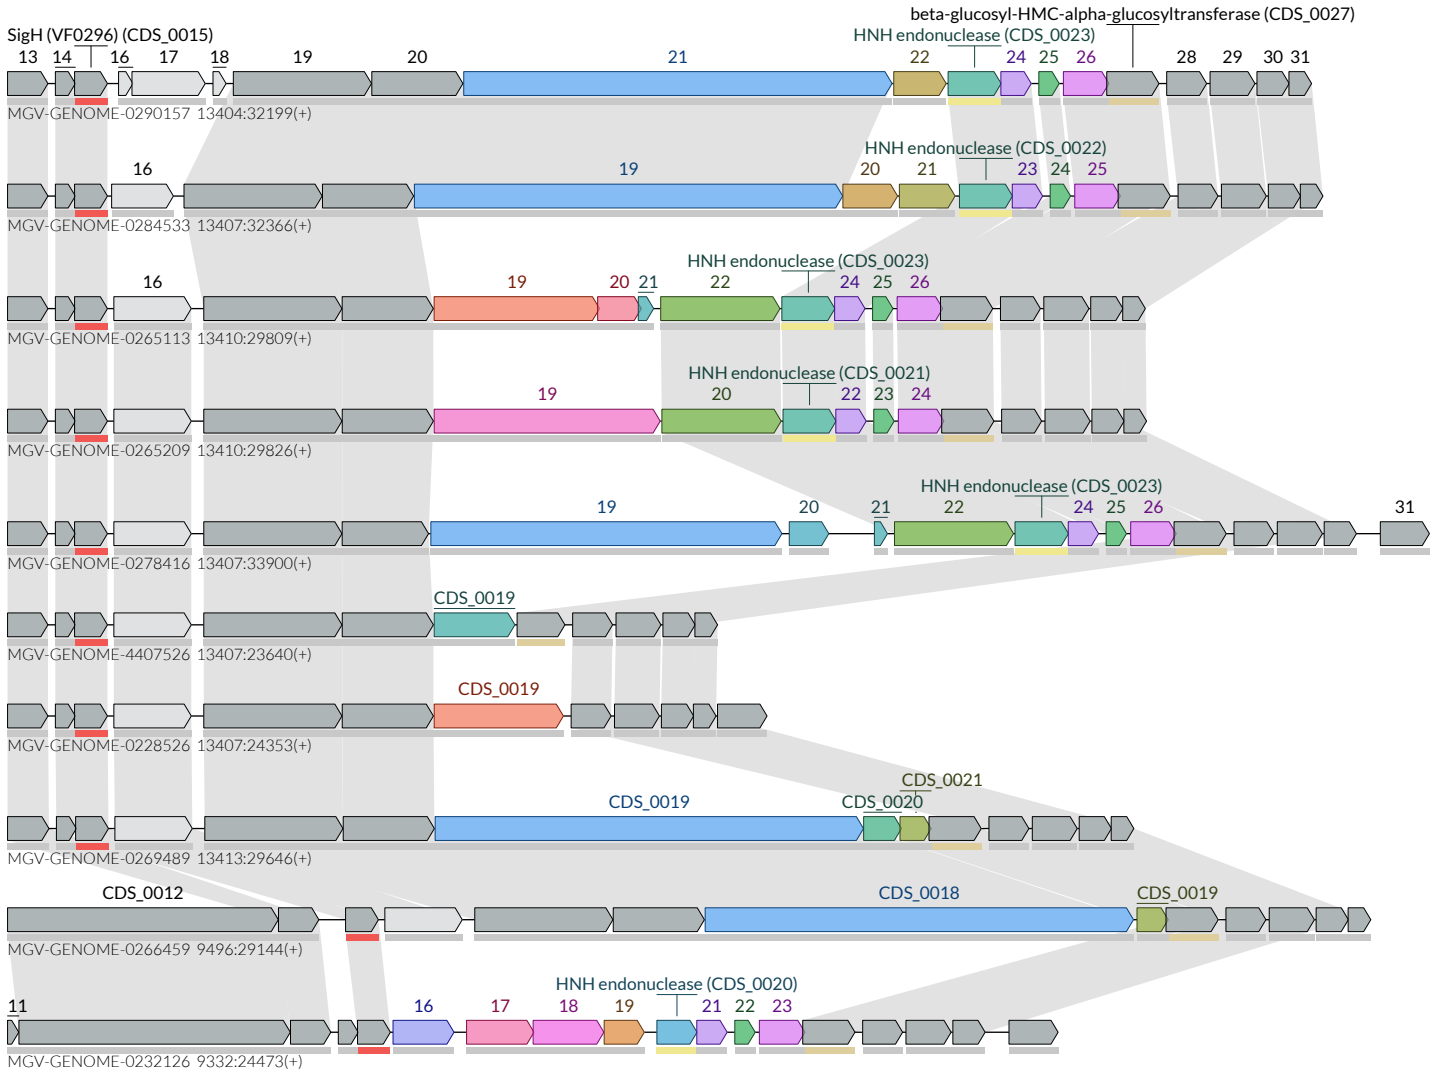 beta-glucosyl-HMC-alpha-glucosyltransferase (CDS_0027)
SigH (VF0296) (CDS_0015) HNH endonuclease (CDS_0023)
13 14 16 17 18 19 20 21 22 24 25 26 28 29 30 31
MGV-GENOME-0290157 13404:32199(+)
HNH endonuclease (CDS_0022)
16 19 20 21 23 24 25
MGV-GENOME-0284533 13407:32366(+)
HNH endonuclease (CDS_0023)
16 19 20 21 22 24 25 26
MGV-GENOME-0265113 13410:29809(+)
HNH endonuclease (CDS_0021)
19 20 22 23 24
MGV-GENOME-0265209 13410:29826(+)
HNH endonuclease (CDS_0023)
19 20 21 22 24 25 26 31
MGV-GENOME-0278416 13407:33900(+)
CDS_0019
MGV-GENOME-4407526 13407:23640(+)
CDS_0019
MGV-GENOME-0228526 13407:24353(+)
CDS_0021
CDS_0019 CDS_0020
MGV-GENOME-0269489 13413:29646(+)
CDS_0012 CDS_0018 CDS_0019
MGV-GENOME-0266459 9496:29144(+)
HNH endonuclease (CDS_0020)
11 16 17 18 19 21 22 23
MGV-GENOME-0232126 9332:24473(+)